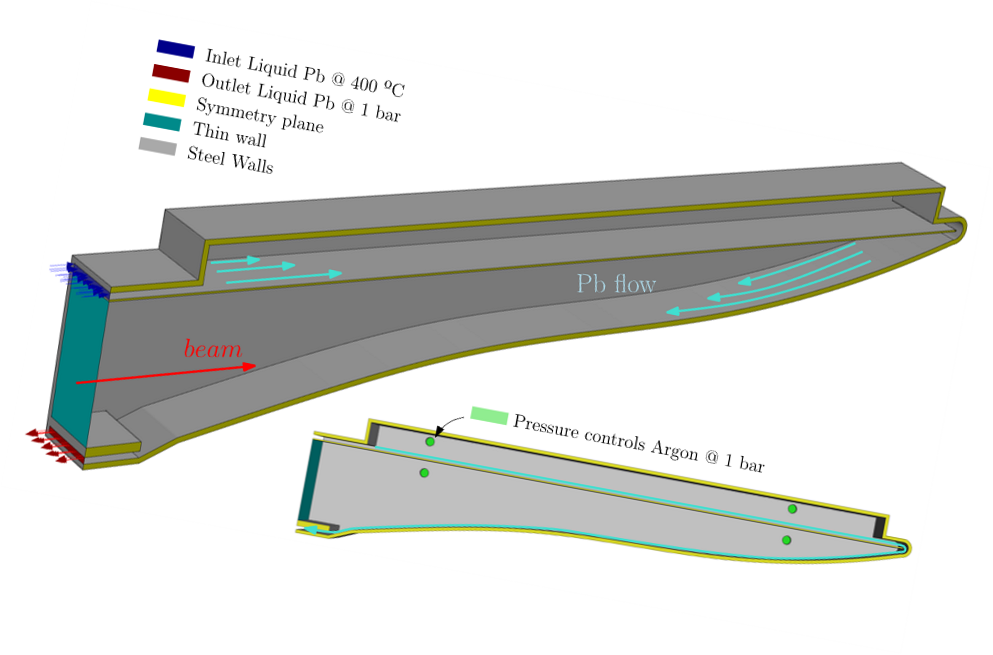 Inlet Liquid Pb @ 400 ºC
Outlet Liquid Pb @ 1 bar
Symmetry plane
Thin wall
Steel Walls
Pb flow
beam
Pressure controls Argon @ 1 bar